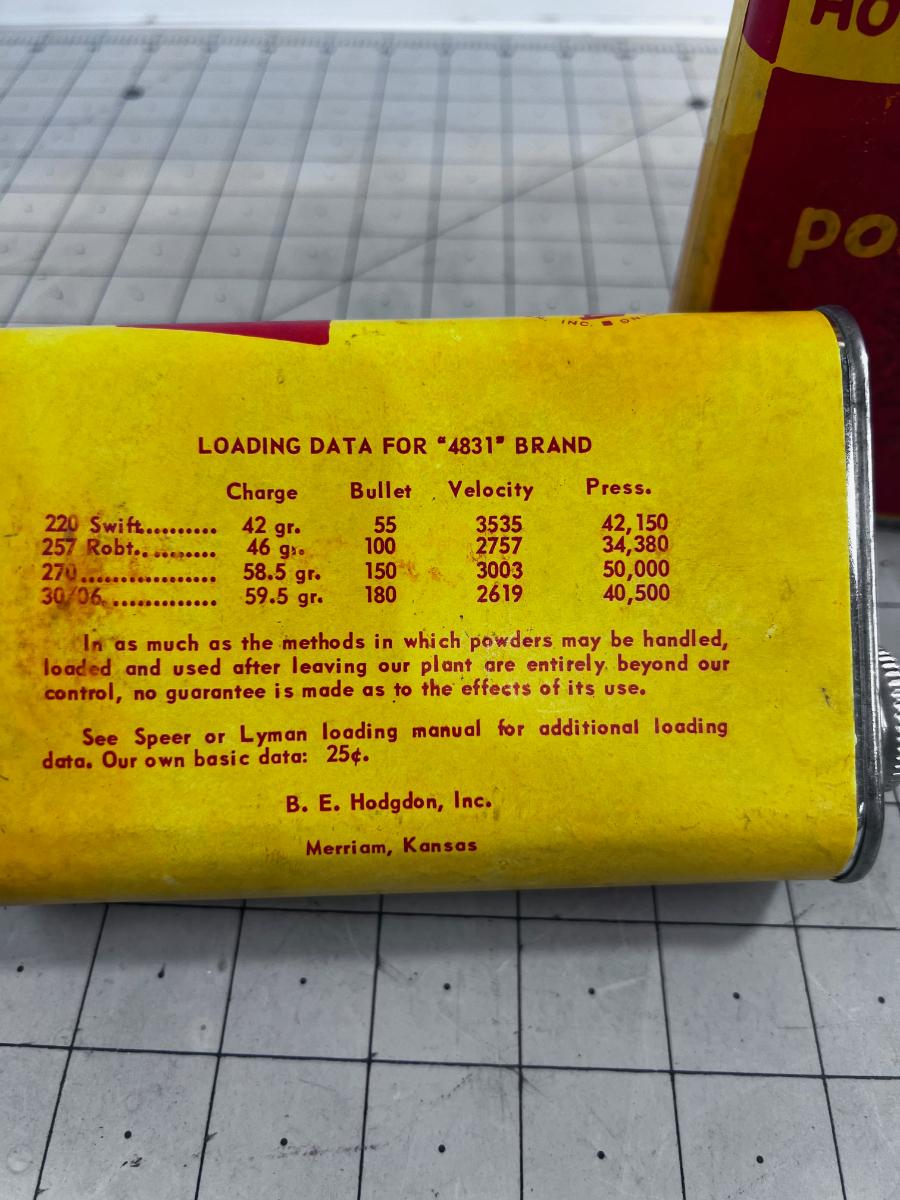 HO
PO
INC. ■ ON
LOADING DATA FOR "4831" BRAND
Charge Bullet Velocity Press.
220 Swift.......... 42 gr. 55 3535 42,150
257 Robt.. ........ 46 gr. 100 2757 34,380
270................. 58.5 gr. 150 3003 50,000
30/06.............. 59.5 gr. 180 2619 40,500
In as much as the methods in which powders may be handled,
loaded and used after leaving our plant are entirely beyond our
control, no guarantee is made as to the effects of its use.
See Speer or Lyman loading manual for additional loading
data. Our own basic data: 25¢.
B. E. Hodgdon, Inc.
Merriam, Kansas